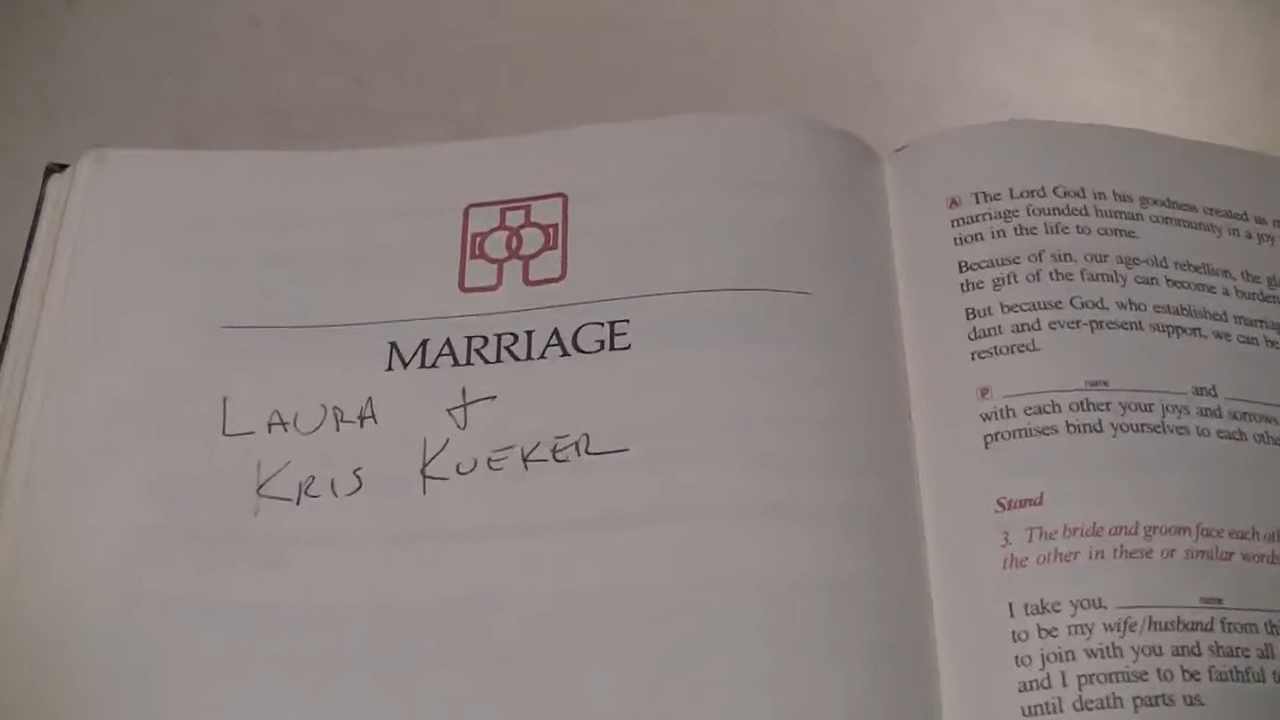 MARRIAGE
LAURA +
KRIS KUEKER
A The Lord God in his goodness created us
marriage founded human community in a joy
tion in the life to come.
Because of sin, our age-old rebellion, the
the gift of the family can become a burden
But because God, who established
dant and ever-present support, we can be
restored.
P name and
with each other your joys and sorrows
promises bind yourselves to each
Stand
3. The bride and groom face each
the other in these or similar words
I take you, name
to be my wife/husband from
to join with you and share all
and I promise to be faithful
until death parts us.